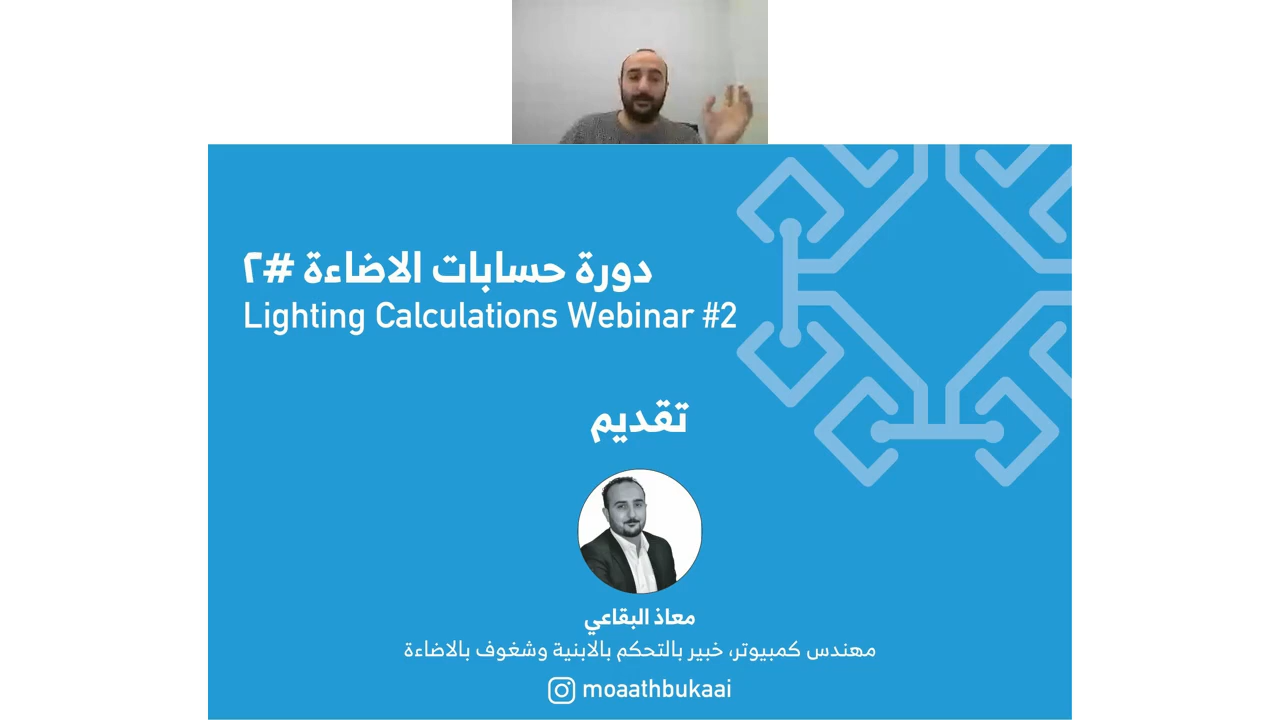 دورة حسابات الاضاءة #٢
Lighting Calculations Webinar #2
تقديم
معاذ البقاعي
مهندس كمبيوتر، خبير بالتحكم بالابنية وشغوف بالاضاءة
moaathbukaai